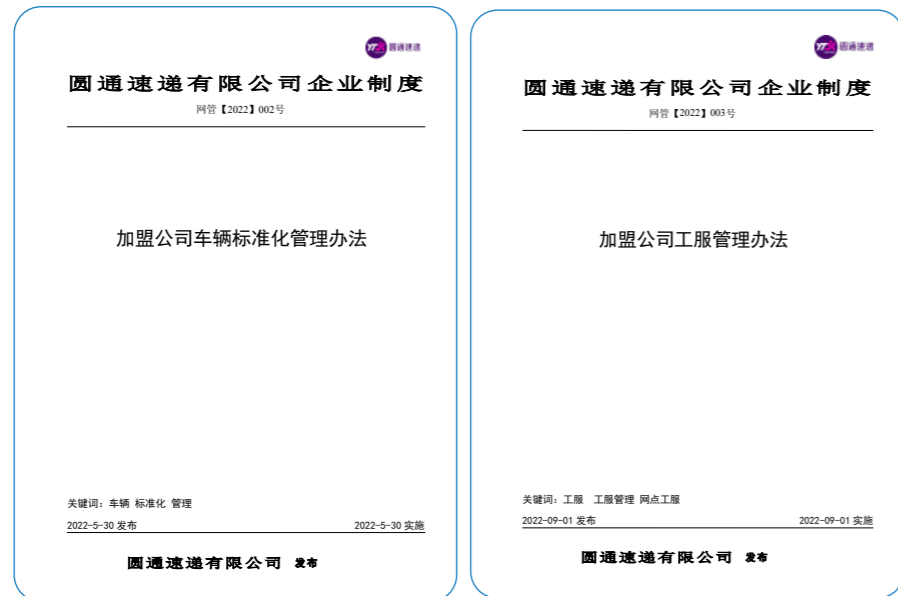 圆通速递
圆通速递有限公司企业制度
网管【2022】002号
加盟公司车辆标准化管理办法
关键词：车辆 标准化 管理
2022-5-30 发布 2022-5-30 实施
圆通速递有限公司 发布
圆通速递
圆通速递有限公司企业制度
网管【2022】003号
加盟公司工服管理办法
关键词：工服 工服管理 网点工服
2022-09-01 发布 2022-09-01 实施
圆通速递有限公司 发布